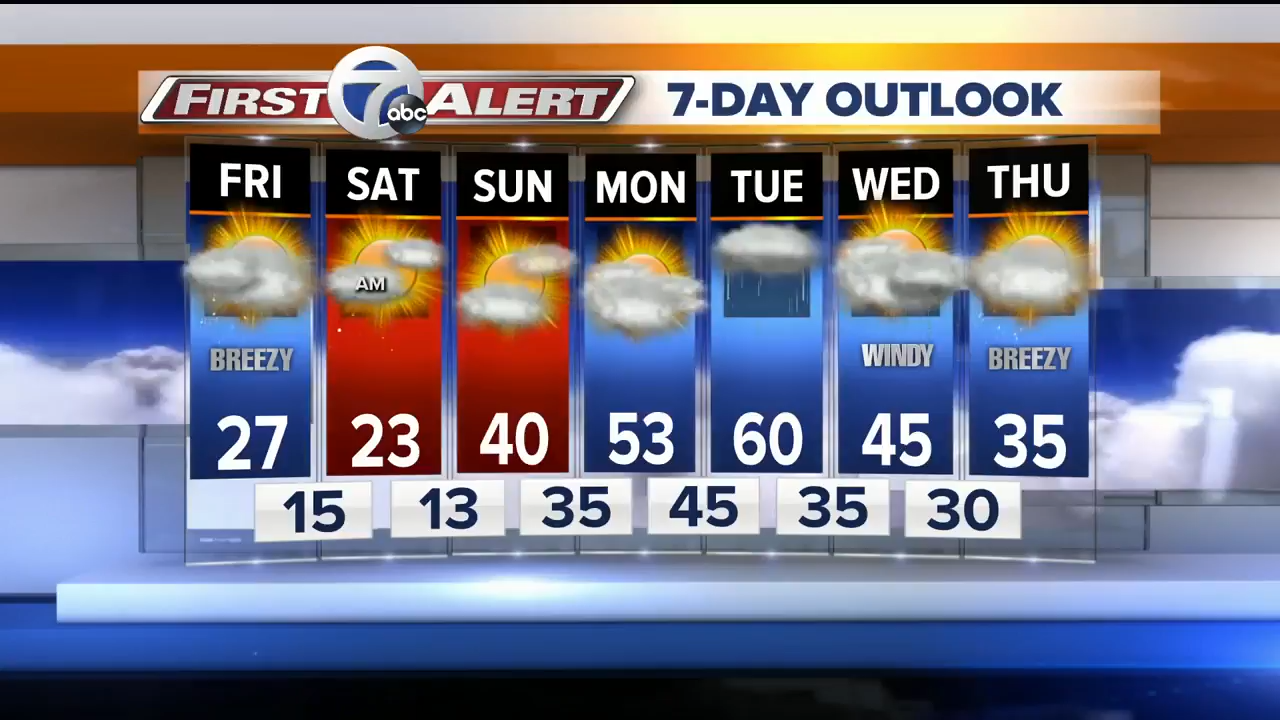 FIRST 7 abc ALERT 7-DAY OUTLOOK
FRI SAT SUN MON TUE WED THU
AM
BREEZY WINDY BREEZY
27 23 40 53 60 45 35
15 13 35 45 35 30